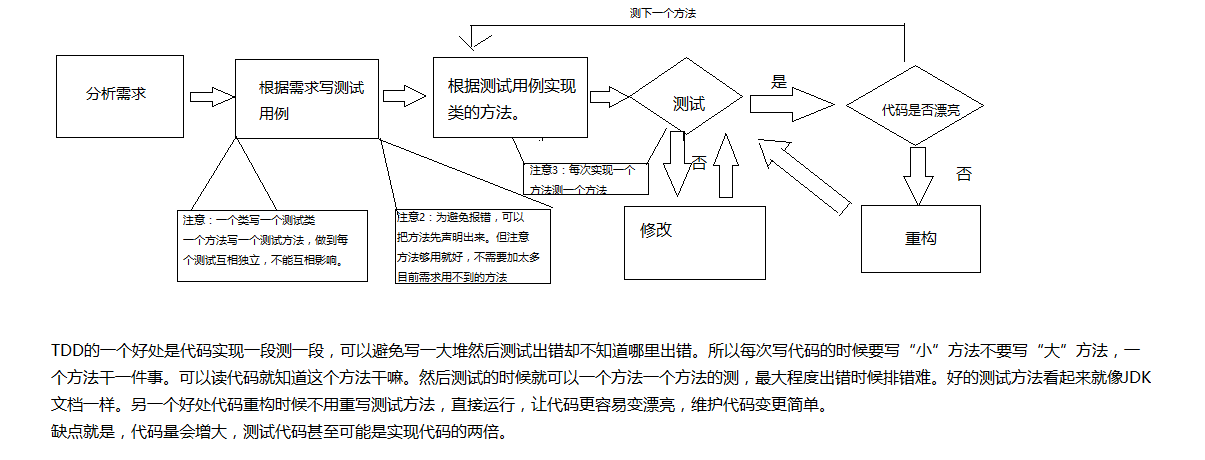 测下一个方法
分析需求
根据需求写测试
用例
根据测试用例实现
类的方法。
测试
是
代码是否漂亮
否
否
注意3：每次实现一个
方法测一个方法
注意：一个类写一个测试类
一个方法写一个测试方法，做到每
个测试互相独立，不能互相影响。
注意2：为避免报错，可以
把方法先声明出来。但注意
方法够用就好，不需要加太多
目前需求用不到的方法
修改
重构
TDD的一个好处是代码实现一段测一段，可以避免写一大堆然后测试出错却不知道哪里出错。所以每次写代码的时候要写“小”方法不要写“大”方法，一
个方法干一件事。可以读代码就知道这个方法干嘛。然后测试的时候就可以一个方法一个方法的测，最大程度出错时候排错难。好的测试方法看起来就像JDK
文档一样。另一个好处代码重构时候不用重写测试方法，直接运行，让代码更容易变漂亮，维护代码变更简单。
缺点就是，代码量会增大，测试代码甚至可能是实现代码的两倍。